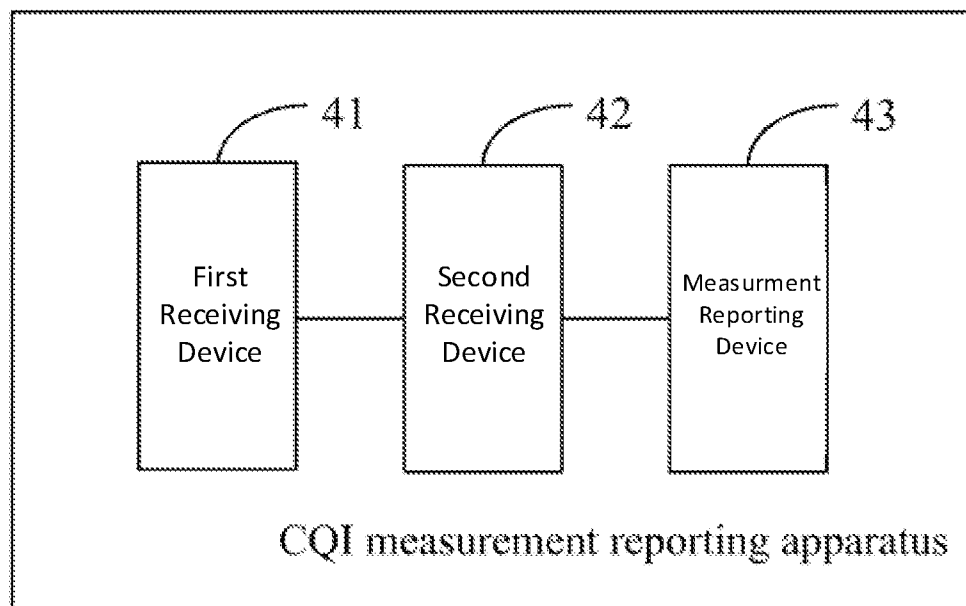 41
42
43
First
Receiving
Device
Second
Receiving
Device
Measurment
Reporting
Device
CQI measurement reporting apparatus